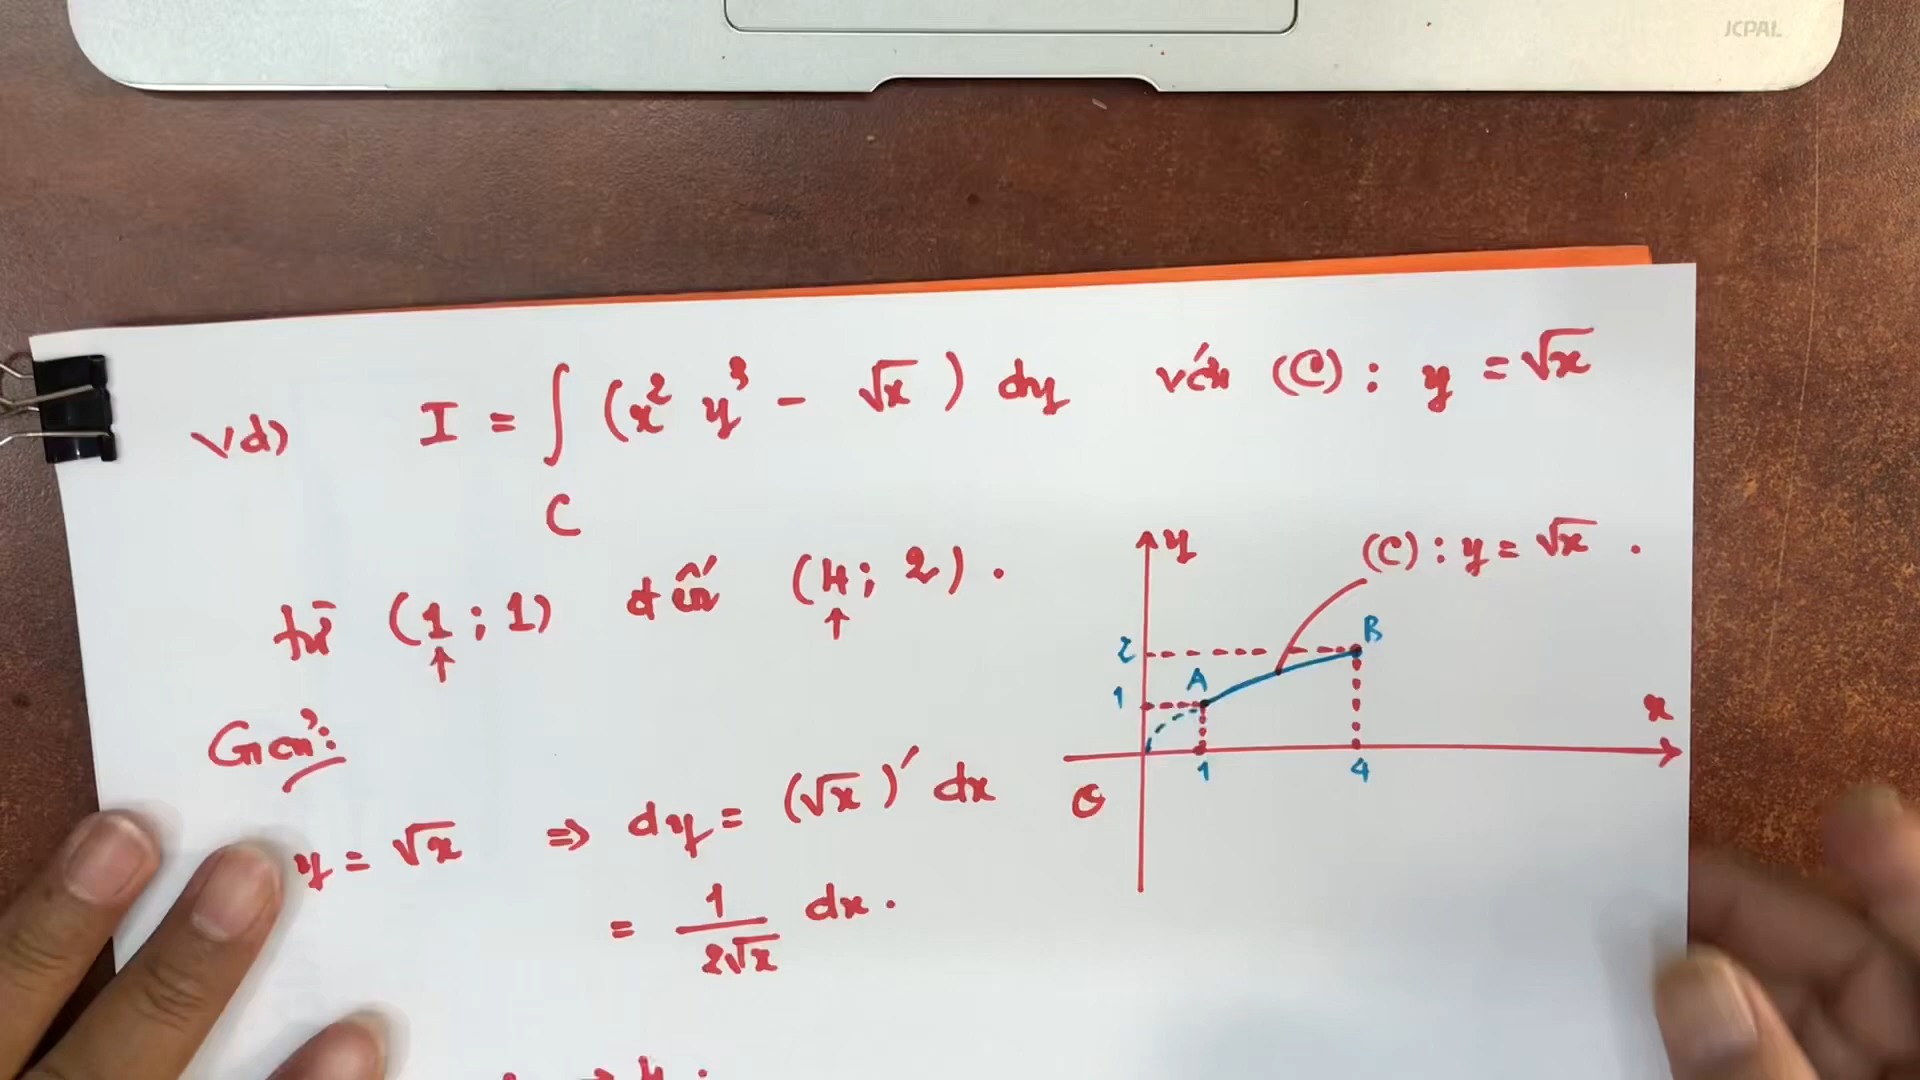 JCPAL
Vd) I = ∫ (x² y³ - √x) dy với (C): y = √x
C
từ (1; 1) đến (4; 2).
↑ ↑
y
(C): y = √x.
2
B
1
A
x
O
1 4
Giải:
y = √x ⇒ dy = (√x)′ dx
= 1/(2√x) dx.